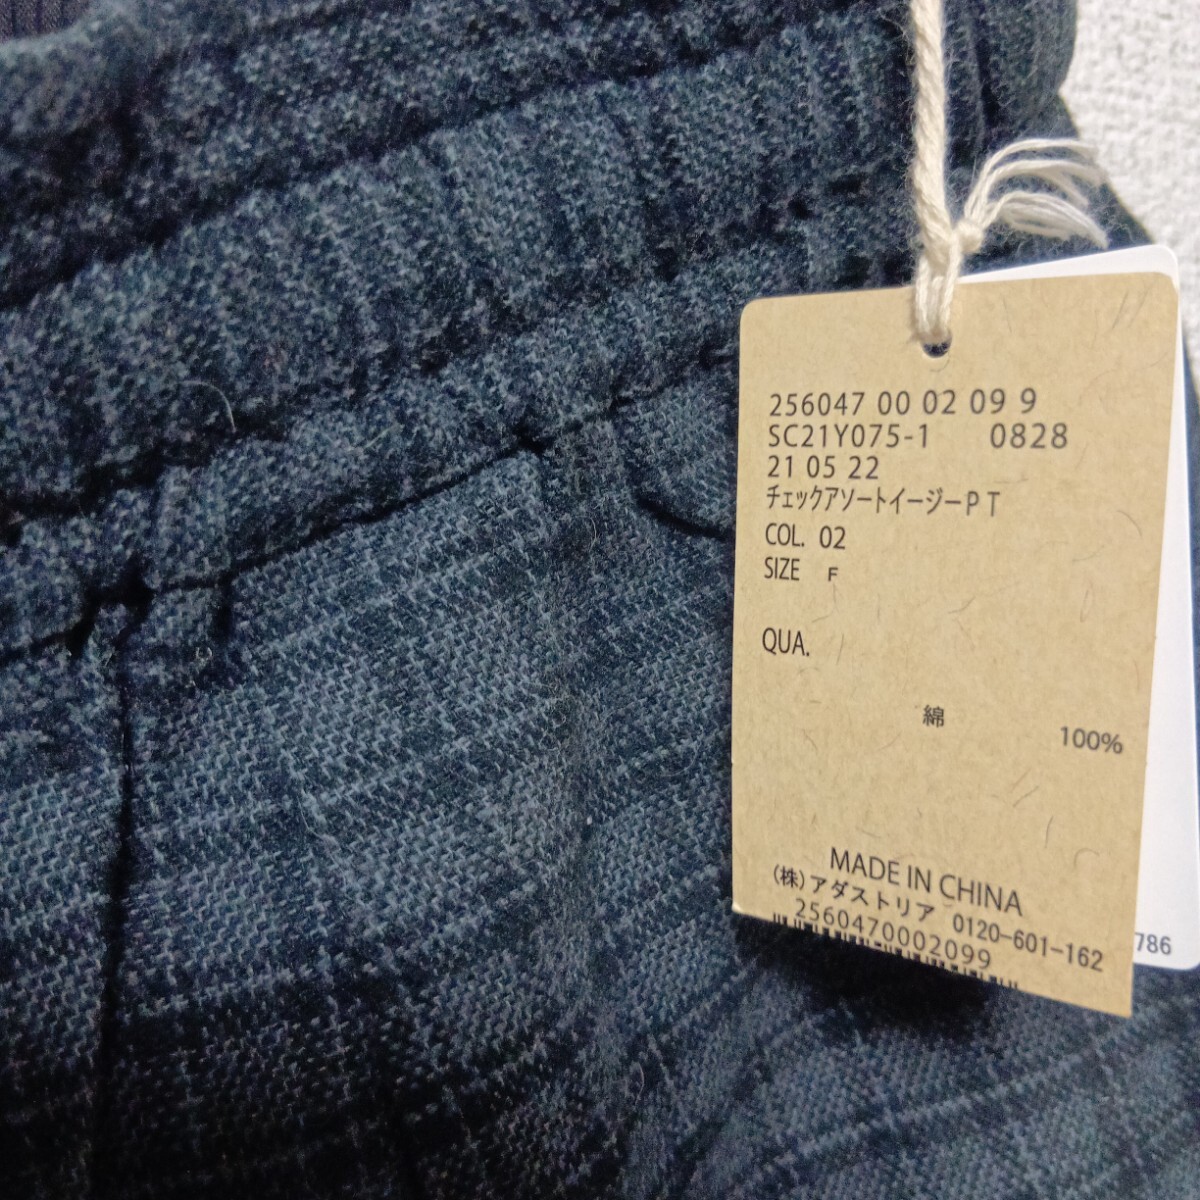 256047 00 02 09 9
SC21Y075-1 0828
21 05 22
チェックアソートイージーPT
COL. 02
SIZE F
QUA.
綿 100%
MADE IN CHINA
(株)アダストリア 0120-601-162
2560470002099
786